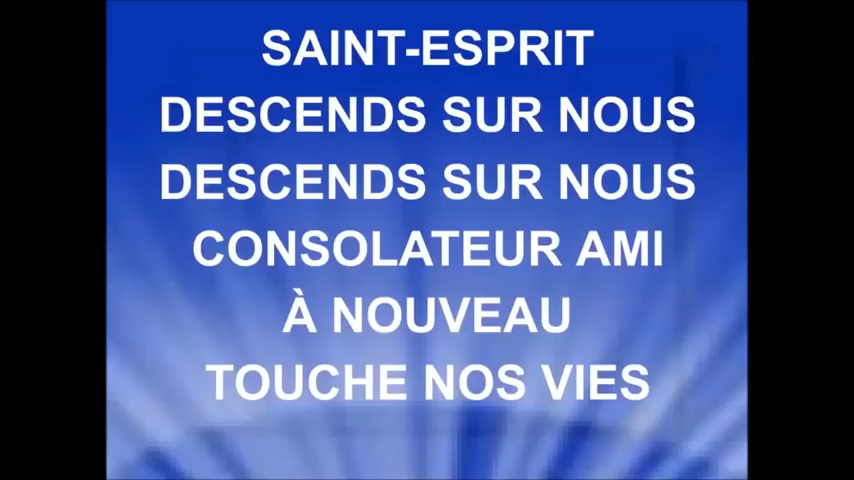 SAINT-ESPRIT
DESCENDS SUR NOUS
DESCENDS SUR NOUS
CONSOLATEUR AMI
À NOUVEAU
TOUCHE NOS VIES